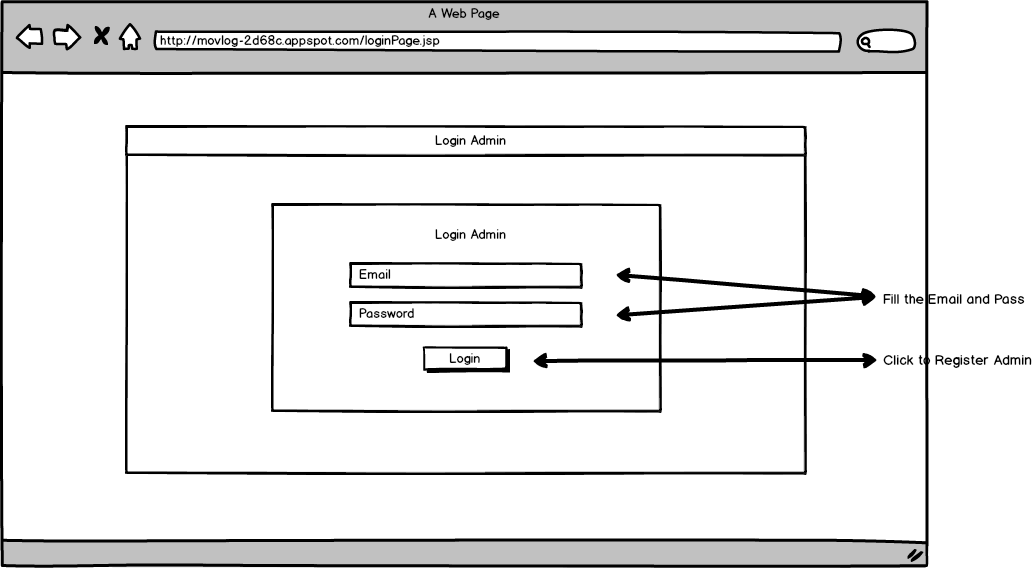 A Web Page
http://movlog-2d68c.appspot.com/loginPage.jsp
Login Admin
Login Admin
Email
Password
Login
Fill the Email and Pass
Click to Register Admin